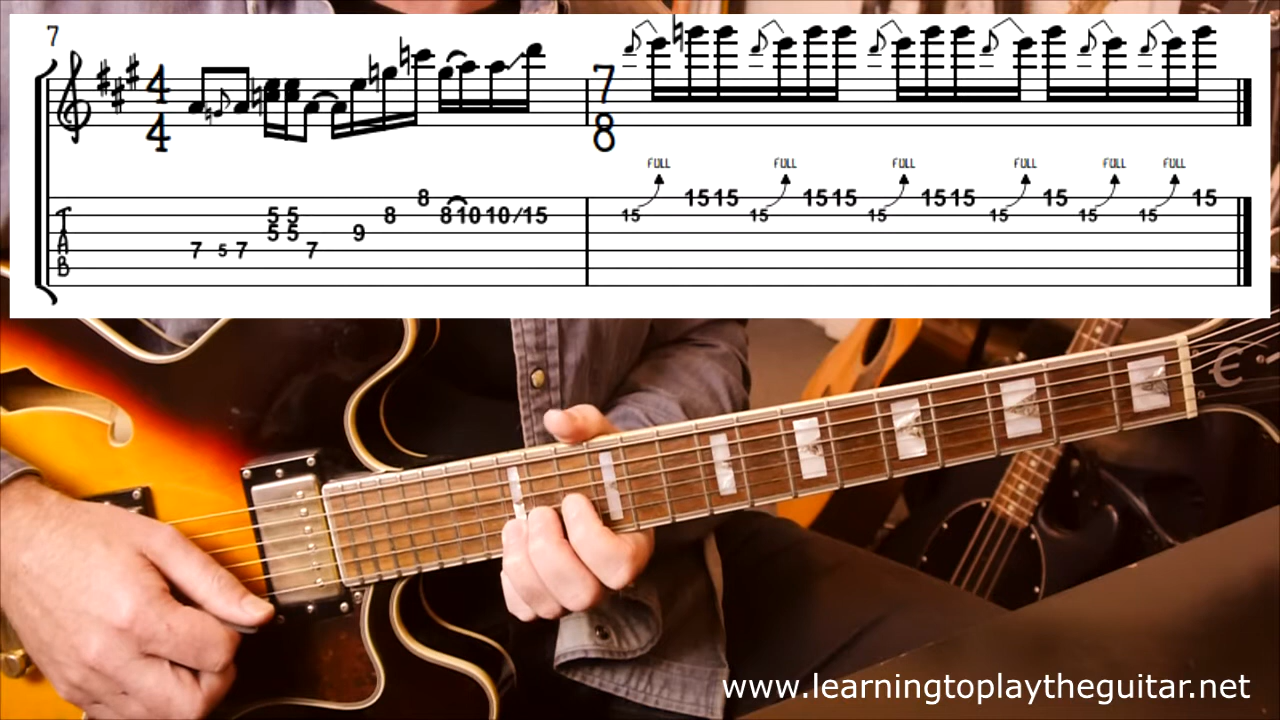 7
4 7
4 8
FULL FULL FULL FULL FULL FULL
8 15 15 15 15 15 15 15 15
T 5 5 8 8 10 10/15 15 15 15 15 15 15
5 5 9
A 7 5 7 7
B
www.learningtoplaytheguitar.net